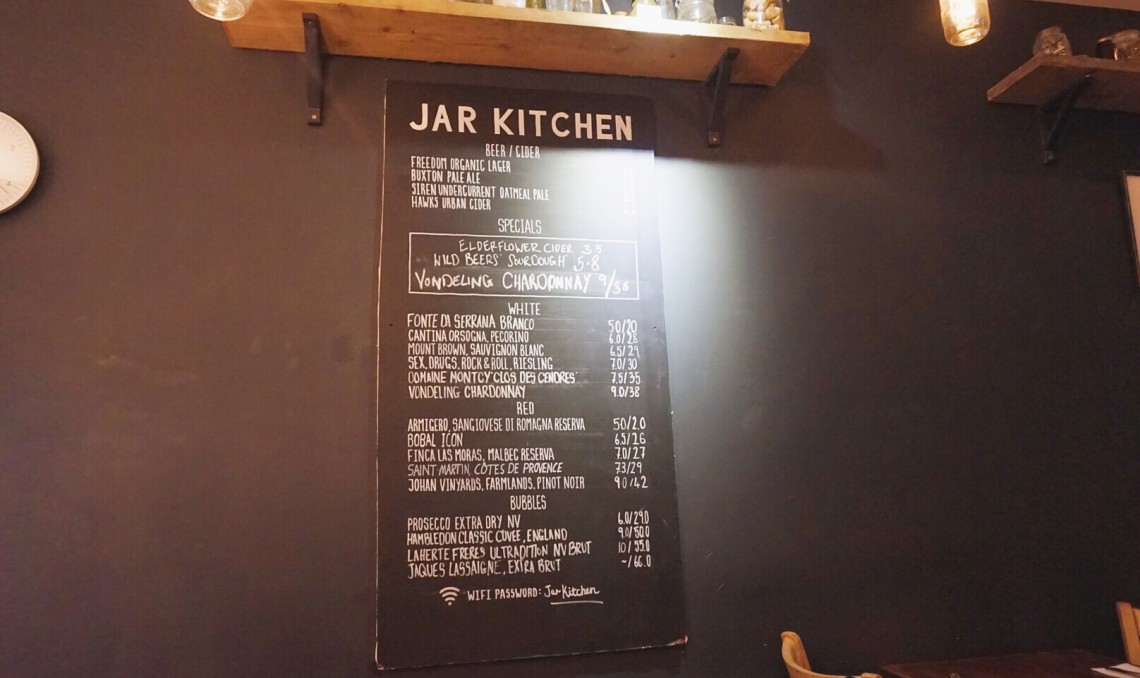 JAR KITCHEN
BEER / CIDER
FREEDOM ORGANIC LAGER
BUXTON PALE ALE
SIREN UNDERCURRENT OATMEAL PALE
HAWKS URBAN CIDER
SPECIALS
ELDERFLOWER CIDER 3.5
WILD BEERS' SOURDOUGH 5.8
VONDELING CHARDONNAY 9/38
WHITE
FONTE DA SERRANA BRANCO 5.0/20
CANTINA ORSOGNA, PECORINO 6.0/26
MOUNT BROWN, SAUVIGNON BLANC 6.5/29
SEX, DRUGS, ROCK & ROLL, RIESLING 7.0/30
DOMAINE MONTCY 'CLOS DES CENDRES' 7.5/35
VONDELING CHARDONNAY 9.0/38
RED
ARMIGERO, SANGIOVESE DI ROMAGNA RESERVA 50/2.0
BOBAL ICON 6.5/26
FINCA LAS MORAS, MALBEC RESERVA 7.0/27
SAINT-MARTIN, CÔTES DE PROVENCE 7.3/29
JOHAN VINYARDS, FARMLANDS, PINOT NOIR 9.0/42
BUBBLES
PROSECCO EXTRA DRY NV 6.0/29.0
HAMBLEDON CLASSIC CUVEE, ENGLAND 9.0/50.0
LAHERTE FRERES ULTRADITION NV BRUT 10/55.0
JAQUES LASSAIGNE, EXTRA BRUT ~/66.0
WIFI PASSWORD: Jar Kitchen